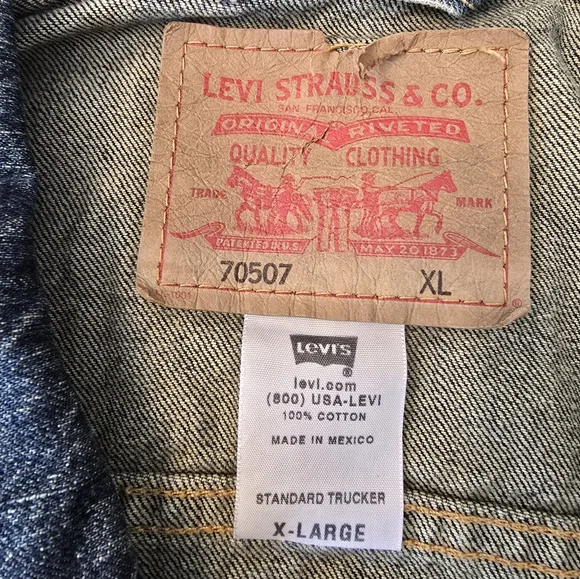 LEVI STRAUSS & CO.
SAN FRANCISCO, CAL.
ORIGINAL RIVETED
QUALITY CLOTHING
TRADE MARK
PATENTED IN U.S. MAY 20 1873
70507 XL
®
LEVI'S
®
levi.com
(800) USA-LEVI
100% COTTON
MADE IN MEXICO
STANDARD TRUCKER
X-LARGE